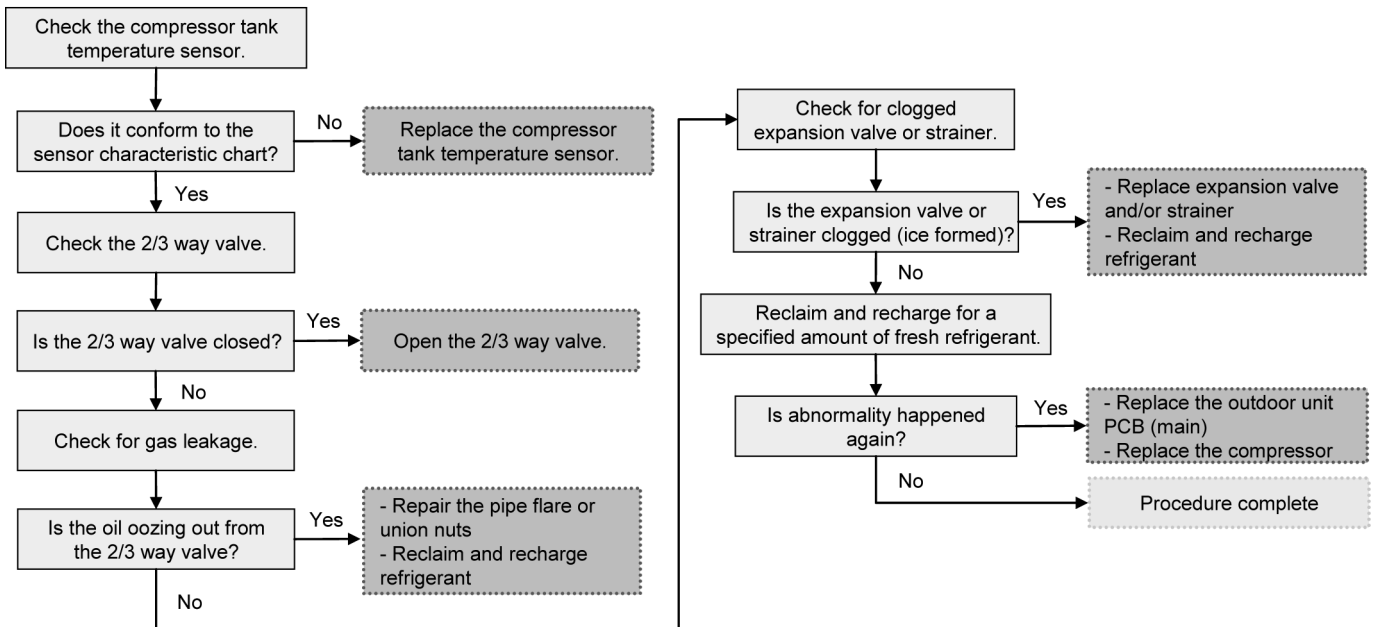 Check the compressor tank
temperature sensor.
Does it conform to the
sensor characteristic chart?
No
Replace the compressor
tank temperature sensor.
Yes
Check the 2/3 way valve.
Is the 2/3 way valve closed?
Yes
Open the 2/3 way valve.
No
Check for gas leakage.
Is the oil oozing out from
the 2/3 way valve?
Yes
- Repair the pipe flare or
union nuts
- Reclaim and recharge
refrigerant
No
Check for clogged
expansion valve or strainer.
Is the expansion valve or
strainer clogged (ice formed)?
Yes
- Replace expansion valve
and/or strainer
- Reclaim and recharge
refrigerant
No
Reclaim and recharge for a
specified amount of fresh refrigerant.
Is abnormality happened
again?
Yes
- Replace the outdoor unit
PCB (main)
- Replace the compressor
No
Procedure complete